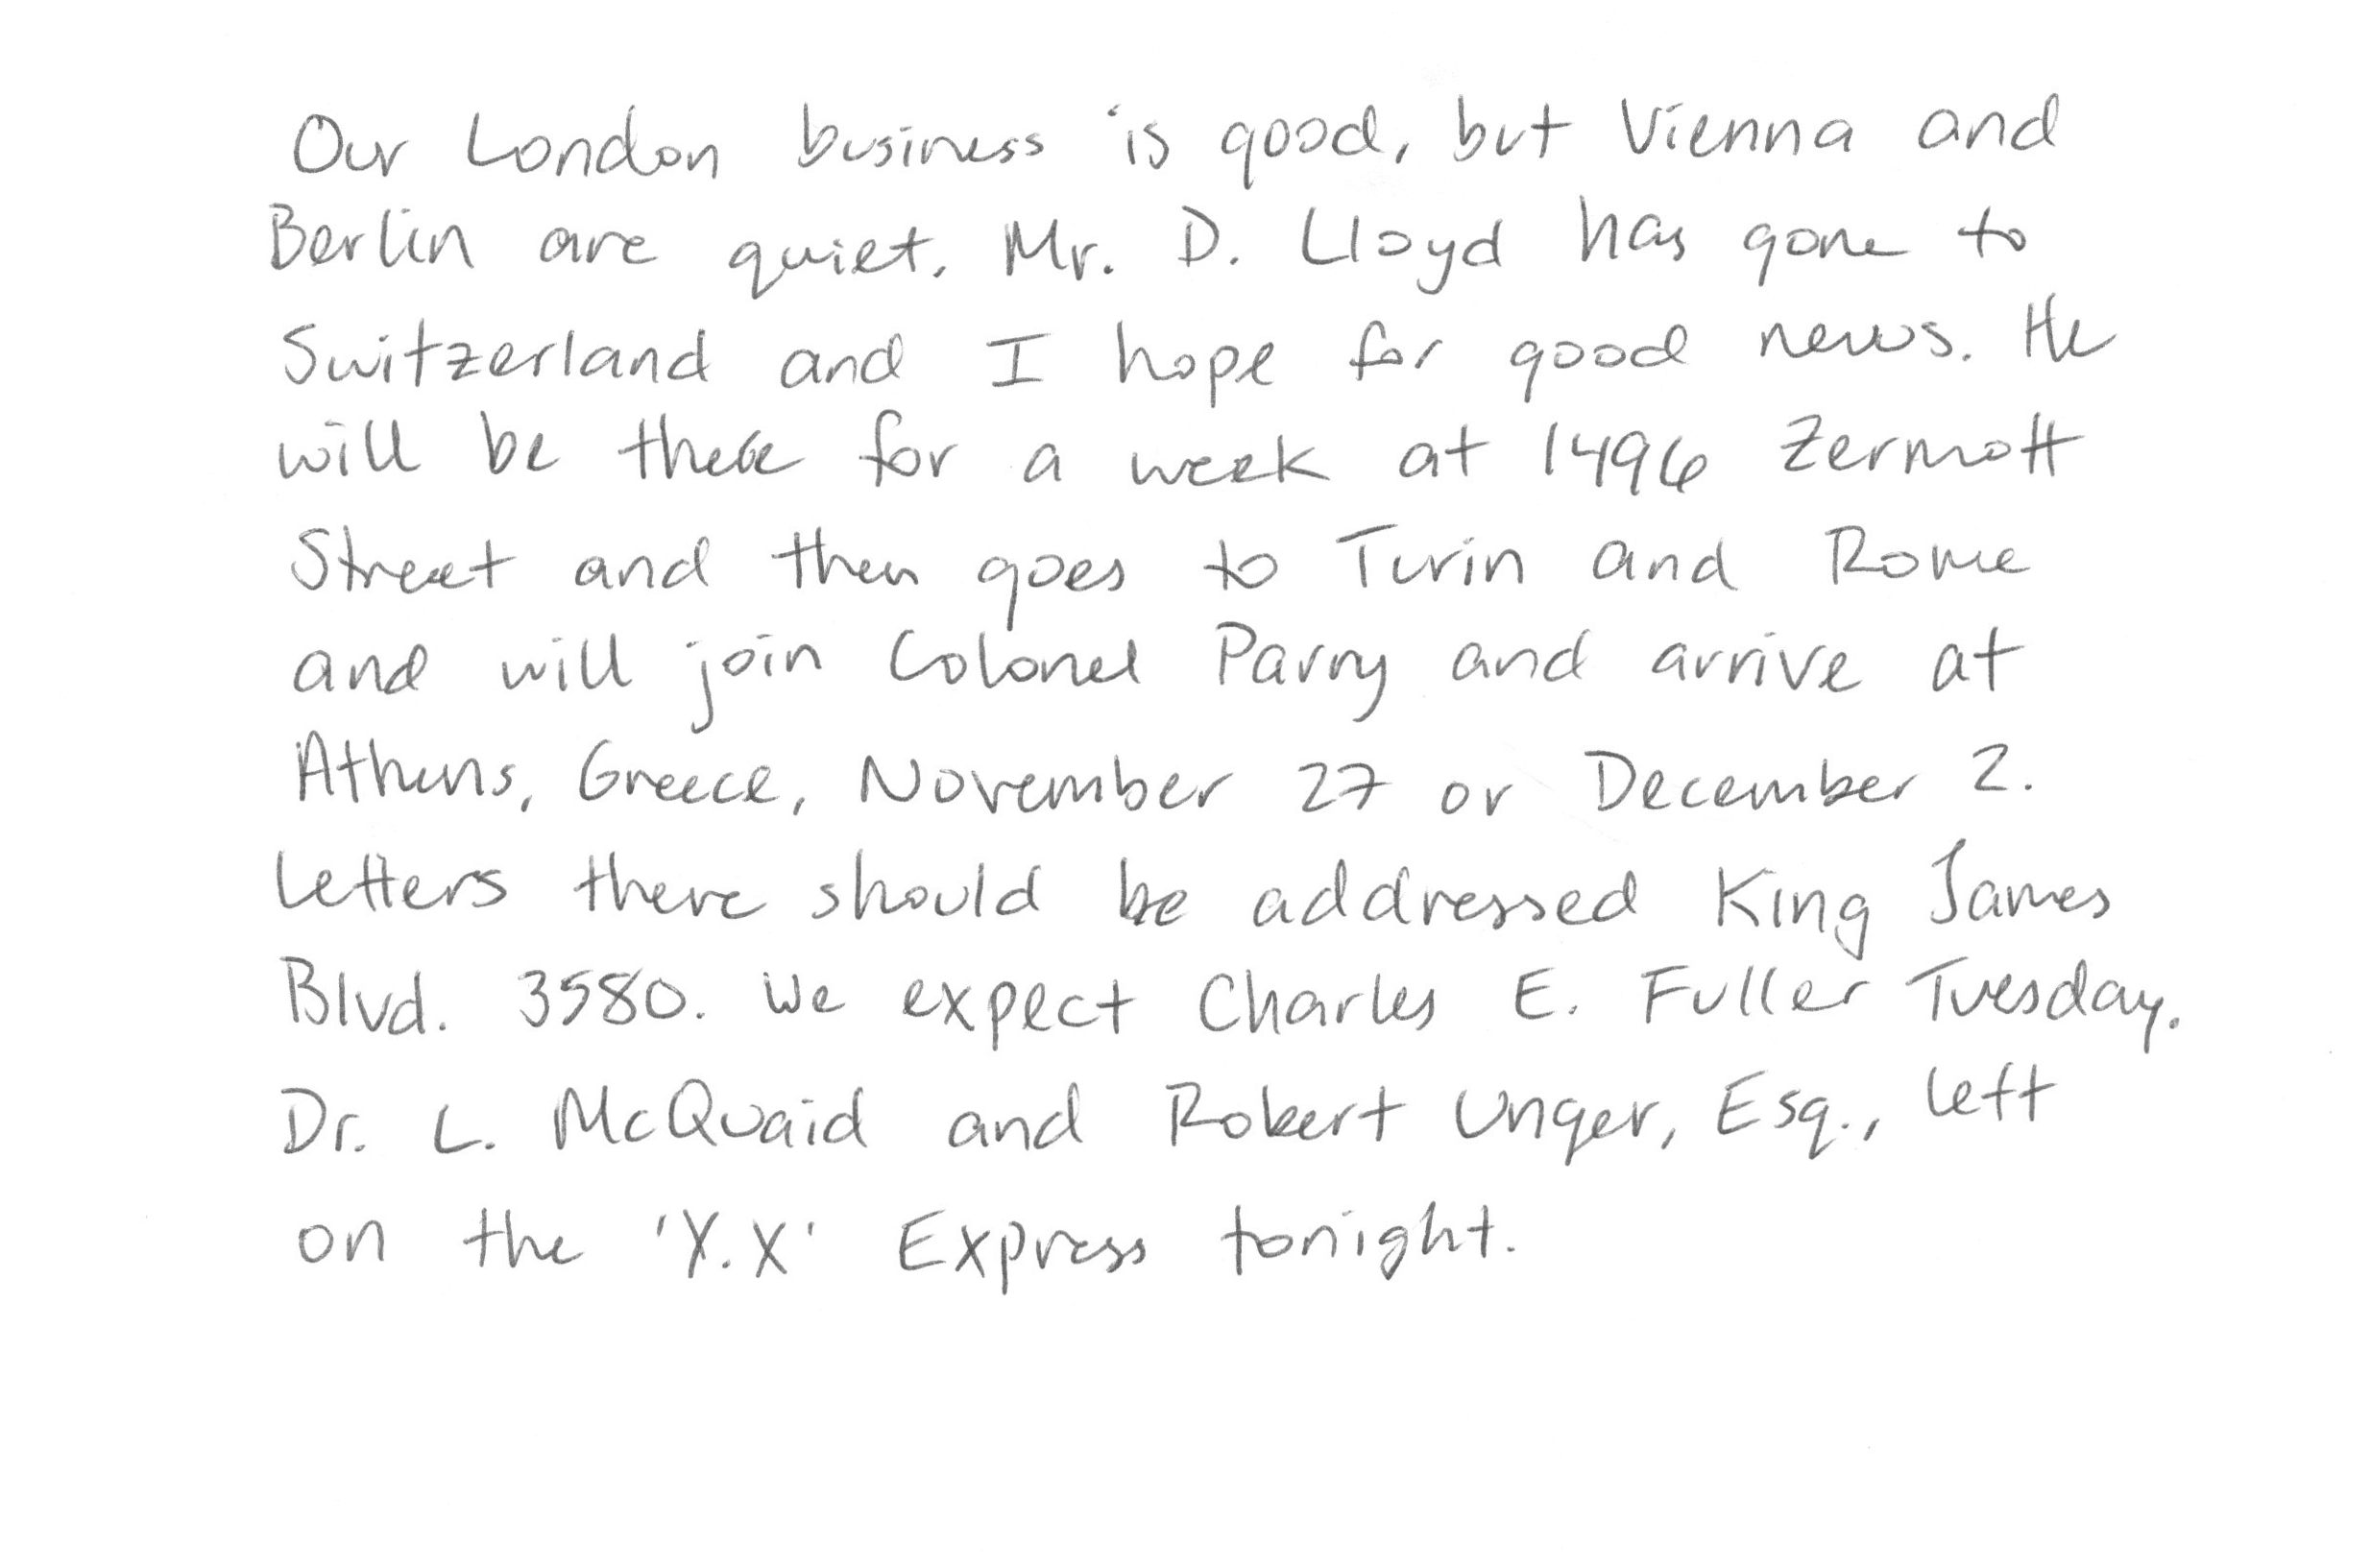 Our London business is good, but Vienna and
Berlin are quiet. Mr. D. Lloyd has gone to
Switzerland and I hope for good news. He
will be there for a week at 1496 Zermott
Street and then goes to Turin and Rome
and will join Colonel Parry and arrive at
Athens, Greece, November 27 or December 2.
Letters there should be addressed King James
Blvd. 3580. We expect Charles E. Fuller Tuesday.
Dr. L. McQuaid and Robert Unger, Esq., left
on the 'Y.X' Express tonight.